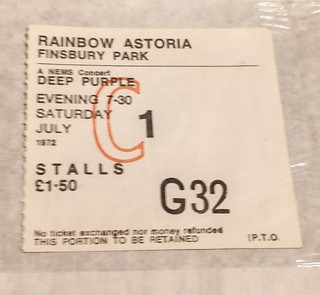 RAINBOW ASTORIA
FINSBURY PARK
A NEMS Concert
DEEP PURPLE
EVENING 7-30
SATURDAY 1
JULY
1972
C
STALLS
£1·50
G32
No ticket exchanged nor money refunded
THIS PORTION TO BE RETAINED (P.T.O.